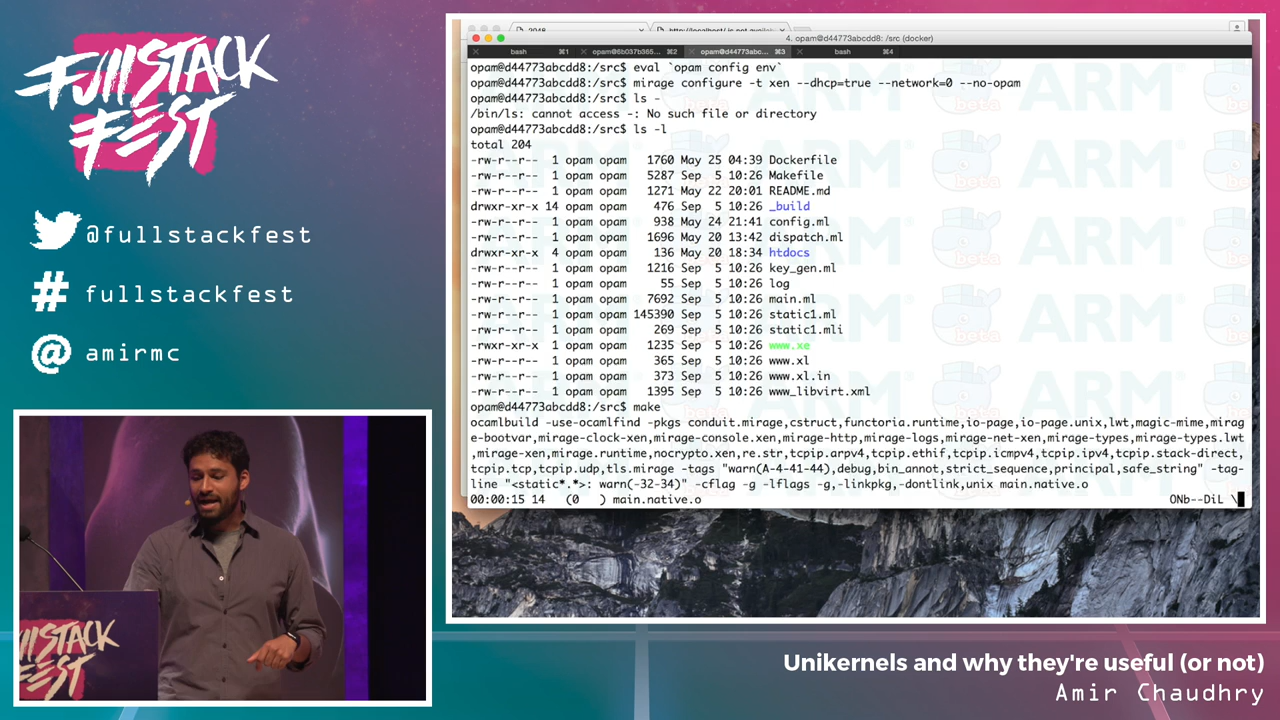 FullStack
Fest
@fullstackfest
# fullstackfest
@ amirmc
FullStack
Fest
2048
4. opam@d44773abcdd8: /src (docker)
bash ⌘1 opam@6b037b365... ⌘2 opam@d44773abc... ⌘3 bash ⌘4
opam@d44773abcdd8:/src$ eval `opam config env`
opam@d44773abcdd8:/src$ mirage configure -t xen --dhcp=true --network=0 --no-opam
opam@d44773abcdd8:/src$ ls -
/bin/ls: cannot access -: No such file or directory
opam@d44773abcdd8:/src$ ls -l
total 204
-rw-r--r-- 1 opam opam 1760 May 25 04:39 Dockerfile
-rw-r--r-- 1 opam opam 5287 Sep 5 10:26 Makefile
-rw-r--r-- 1 opam opam 1271 May 22 20:01 README.md
drwxr-xr-x 14 opam opam 476 Sep 5 10:26 _build
-rw-r--r-- 1 opam opam 938 May 24 21:41 config.ml
-rw-r--r-- 1 opam opam 1696 May 20 13:42 dispatch.ml
drwxr-xr-x 4 opam opam 136 May 20 18:34 htdocs
-rw-r--r-- 1 opam opam 1216 Sep 5 10:26 key_gen.ml
-rw-r--r-- 1 opam opam 55 Sep 5 10:26 log
-rw-r--r-- 1 opam opam 7692 Sep 5 10:26 main.ml
-rw-r--r-- 1 opam opam 145390 Sep 5 10:26 static1.ml
-rw-r--r-- 1 opam opam 269 Sep 5 10:26 static1.mli
-rwxr-xr-x 1 opam opam 1235 Sep 5 10:26 www.xe
-rw-r--r-- 1 opam opam 365 Sep 5 10:26 www.xl
-rw-r--r-- 1 opam opam 373 Sep 5 10:26 www.xl.in
-rw-r--r-- 1 opam opam 1395 Sep 5 10:26 www_libvirt.xml
opam@d44773abcdd8:/src$ make
ocamlbuild -use-ocamlfind -pkgs conduit.mirage,cstruct,functoria.runtime,io-page,io-page.unix,lwt,magic-mime,mirag
e-bootvar,mirage-clock-xen,mirage-console.xen,mirage-http,mirage-logs,mirage-net-xen,mirage-types,mirage-types.lwt
,mirage-xen,mirage.runtime,nocrypto.xen,re.str,tcpip.arpv4,tcpip.ethif,tcpip.icmpv4,tcpip.ipv4,tcpip.stack-direct,
tcpip.tcp,tcpip.udp,tls.mirage -tags "warn(A-4-41-44),debug,bin_annot,strict_sequence,principal,safe_string" -tag-
line "<static*.*>: warn(-32-34)" -cflag -g -lflags -g,-linkpkg,-dontlink,unix main.native.o
00:00:15 14 (0 ) main.native.o ONb--DiL \
ARM beta ARM
Unikernels and why they're useful (or not)
Amir Chaudhry